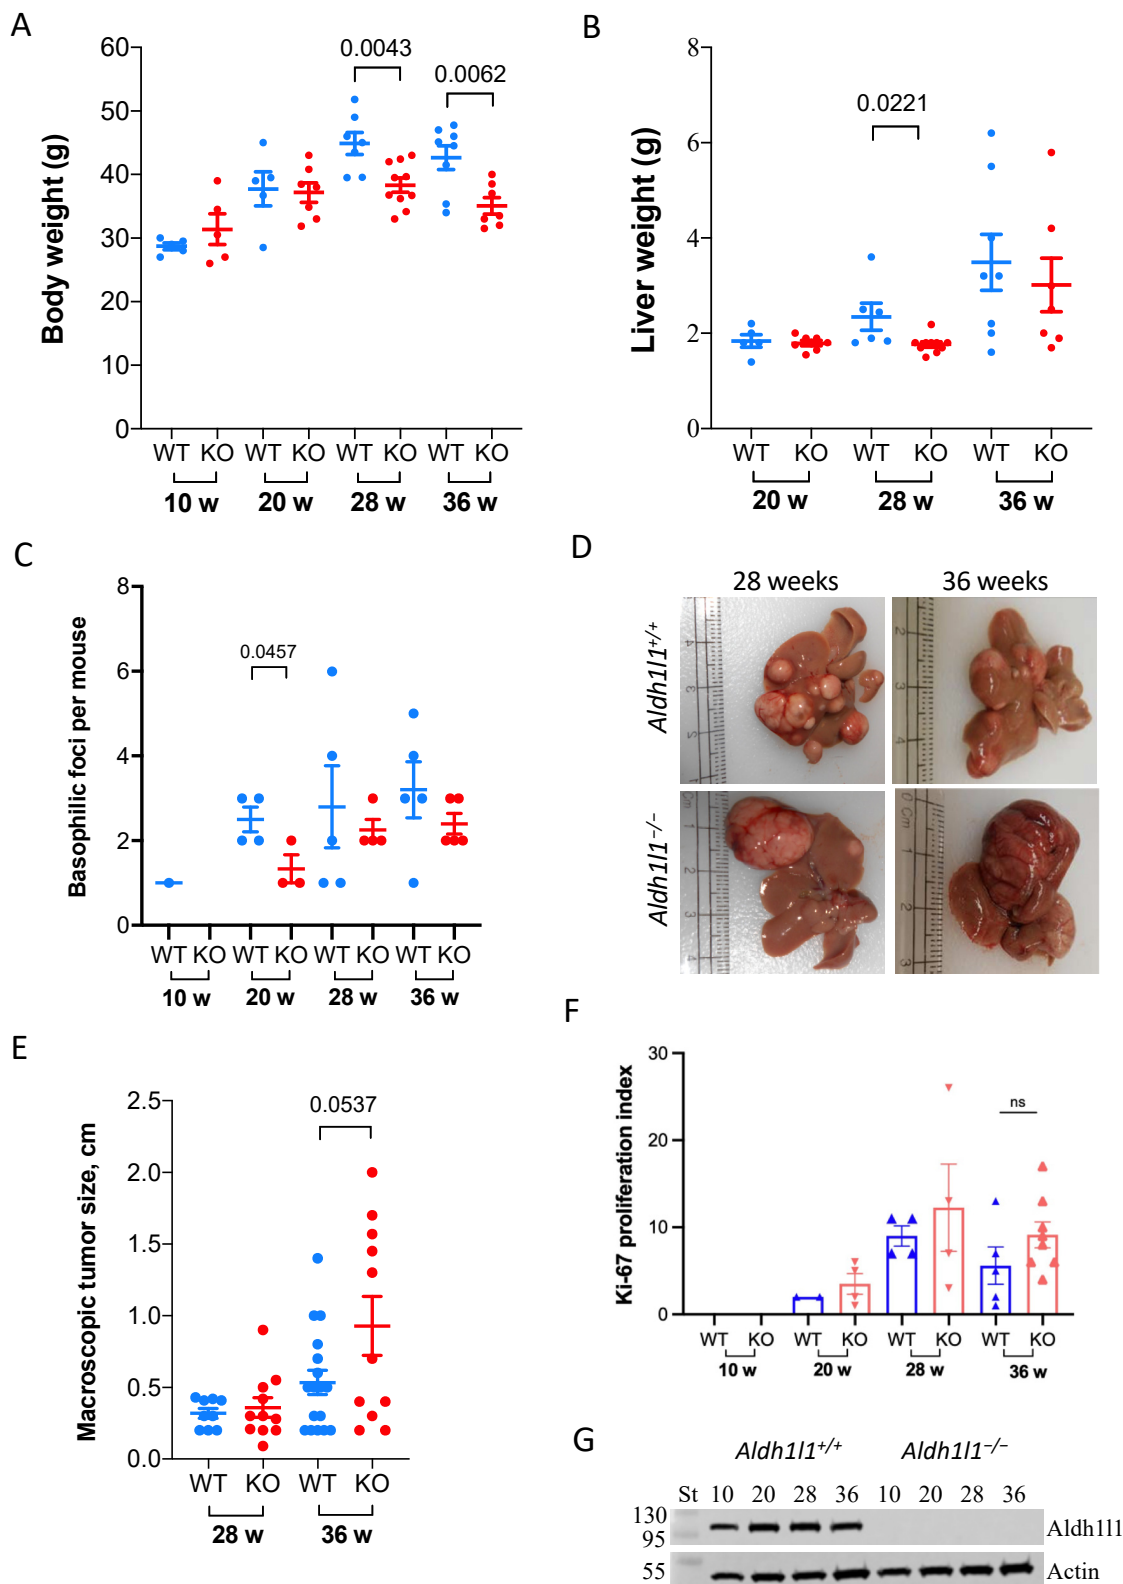 A
60
50
40
30
20
10
0
Body weight (g)
0.0043
0.0062
WT KO WT KO WT KO WT KO
10 w 20 w 28 w 36 w
B
8
6
4
2
0
Liver weight (g)
0.0221
WT KO WT KO WT KO
20 w 28 w 36 w
C
8
6
4
2
0
Basophilic foci per mouse
0.0457
WT KO WT KO WT KO WT KO
10 w 20 w 28 w 36 w
D
28 weeks 36 weeks
Aldh1l1+/+
Aldh1l1−/−
E
2.5
2.0
1.5
1.0
0.5
0.0
Macroscopic tumor size, cm
0.0537
WT KO WT KO
28 w 36 w
F
30
20
10
0
Ki-67 proliferation index
ns
WT KO WT KO WT KO WT KO
10 w 20 w 28 w 36 w
G
Aldh1l1+/+ Aldh1l1−/−
St 10 20 28 36 10 20 28 36
130
95
Aldh1l1
55
Actin